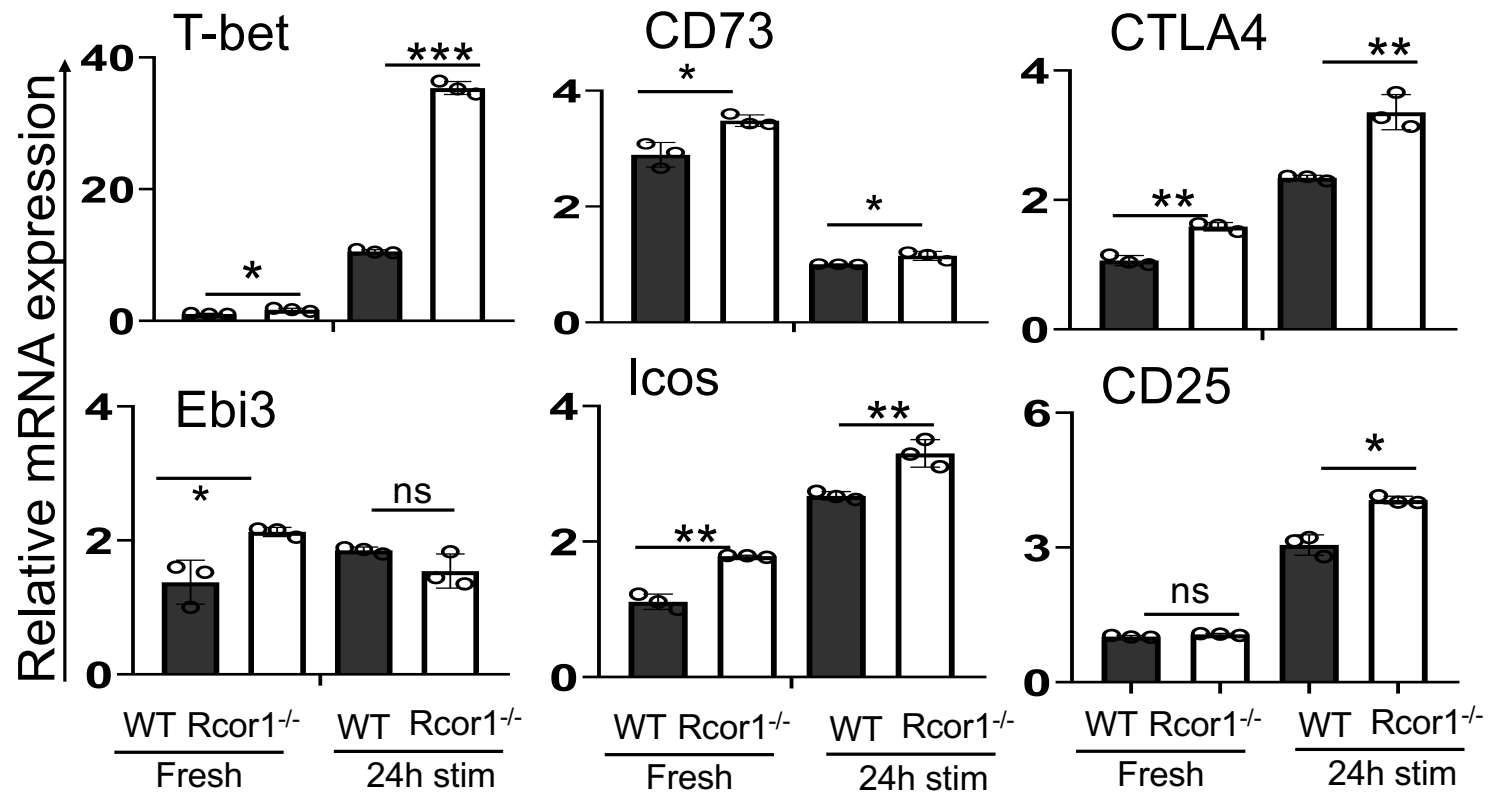 Relative mRNA expression
T-bet
40
20
0
*
***
CD73
4
2
0
*
*
CTLA4
4
2
0
**
**
Ebi3
4
2
0
*
ns
WT Rcor1-/- WT Rcor1-/-
Fresh 24h stim
Icos
4
2
0
**
**
WT Rcor1-/- WT Rcor1-/-
Fresh 24h stim
CD25
6
3
0
ns
*
WT Rcor1-/- WT Rcor1-/-
Fresh 24h stim